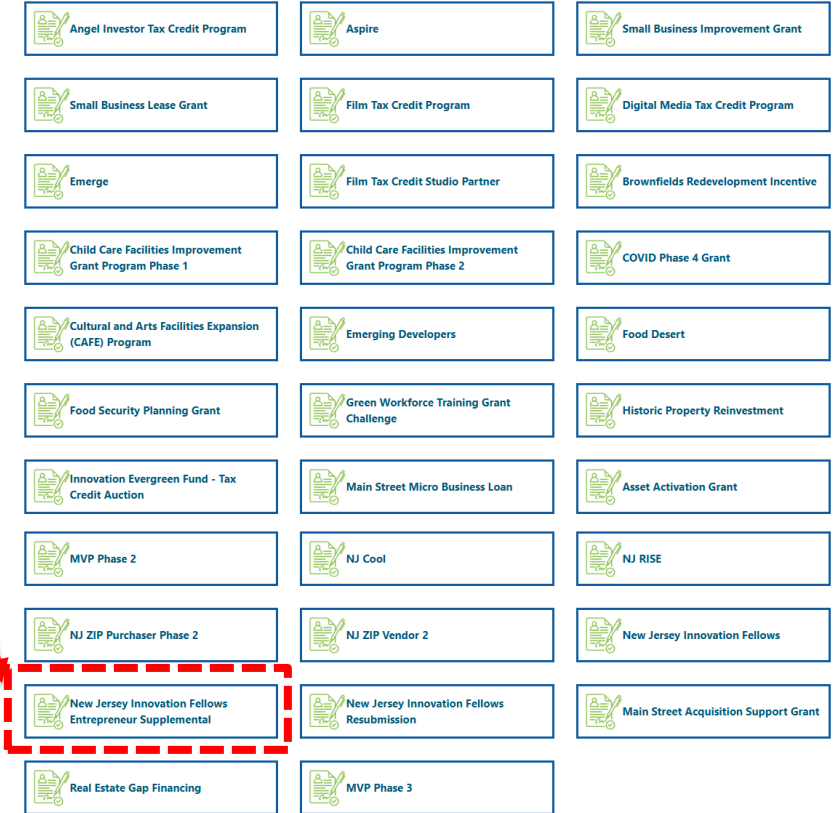 Angel Investor Tax Credit Program
Aspire
Small Business Improvement Grant
Small Business Lease Grant
Film Tax Credit Program
Digital Media Tax Credit Program
Emerge
Film Tax Credit Studio Partner
Brownfields Redevelopment Incentive
Child Care Facilities Improvement
Grant Program Phase 1
Child Care Facilities Improvement
Grant Program Phase 2
COVID Phase 4 Grant
Cultural and Arts Facilities Expansion
(CAFE) Program
Emerging Developers
Food Desert
Food Security Planning Grant
Green Workforce Training Grant
Challenge
Historic Property Reinvestment
Innovation Evergreen Fund - Tax
Credit Auction
Main Street Micro Business Loan
Asset Activation Grant
MVP Phase 2
NJ Cool
NJ RISE
NJ ZIP Purchaser Phase 2
NJ ZIP Vendor 2
New Jersey Innovation Fellows
New Jersey Innovation Fellows
Entrepreneur Supplemental
New Jersey Innovation Fellows
Resubmission
Main Street Acquisition Support Grant
Real Estate Gap Financing
MVP Phase 3